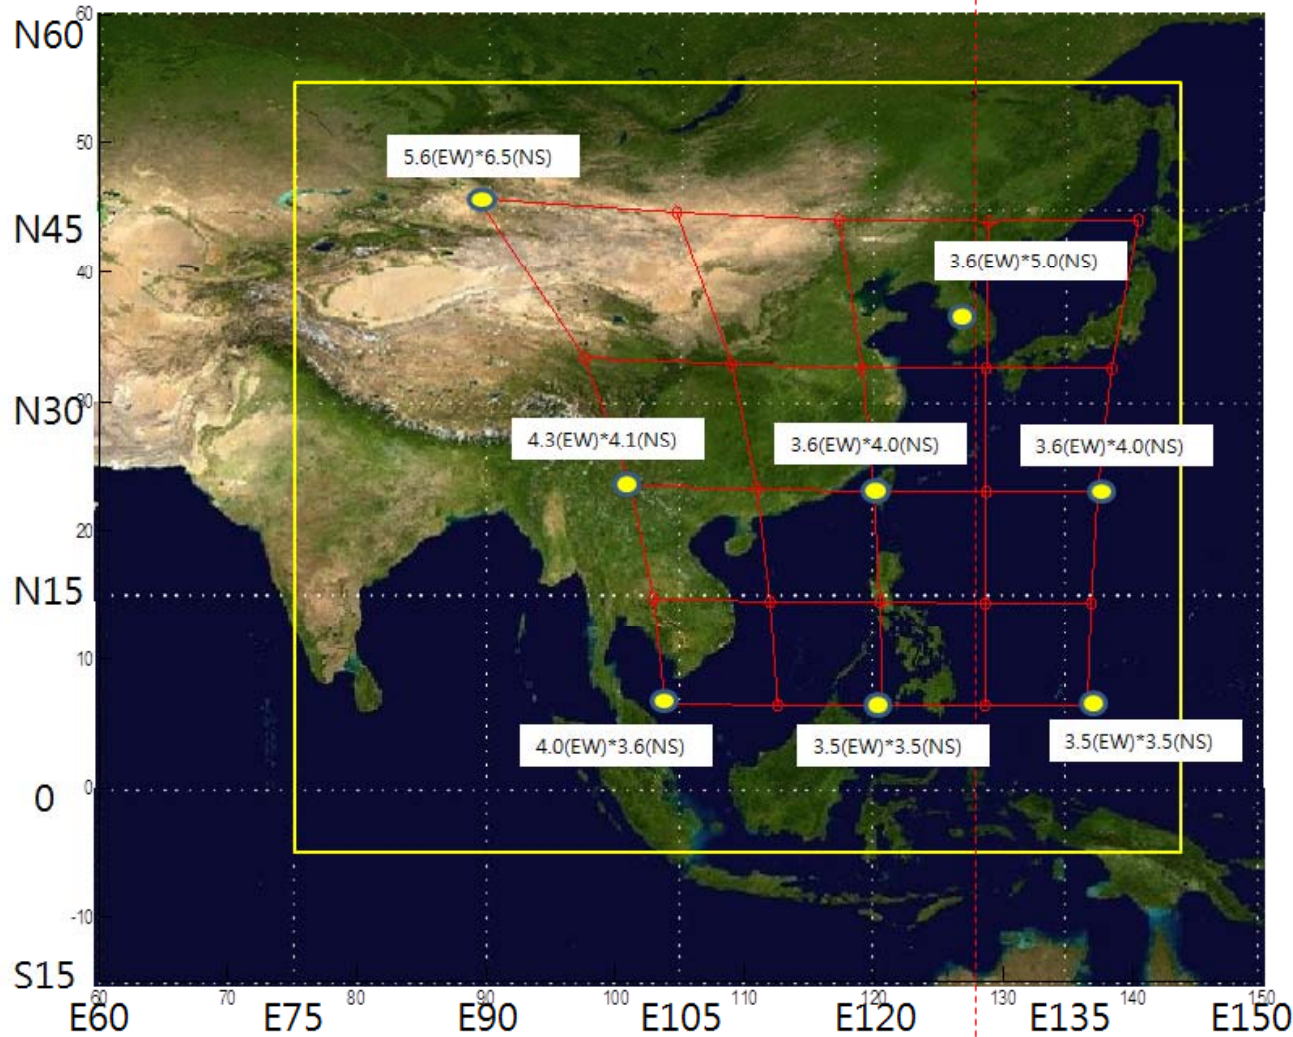 60
N60
50
5.6(EW)*6.5(NS)
N45
3.6(EW)*5.0(NS)
40
N30
30
4.3(EW)*4.1(NS)
3.6(EW)*4.0(NS)
3.6(EW)*4.0(NS)
20
N15
10
4.0(EW)*3.6(NS)
3.5(EW)*3.5(NS)
3.5(EW)*3.5(NS)
0
0
-10
S15
60 70 80 90 100 110 120 130 140 150
E60 E75 E90 E105 E120 E135 E150